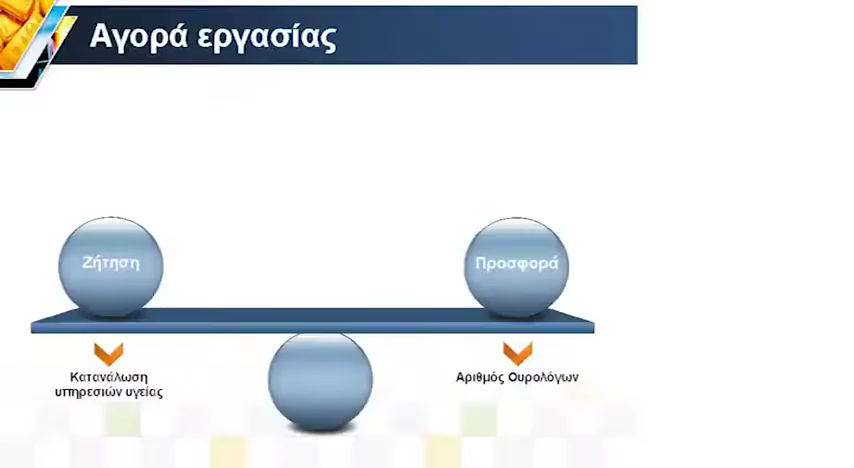 Αγορά εργασίας
Ζήτηση
Προσφορά
Κατανάλωση
υπηρεσιών υγείας
Αριθμός Ουρολόγων